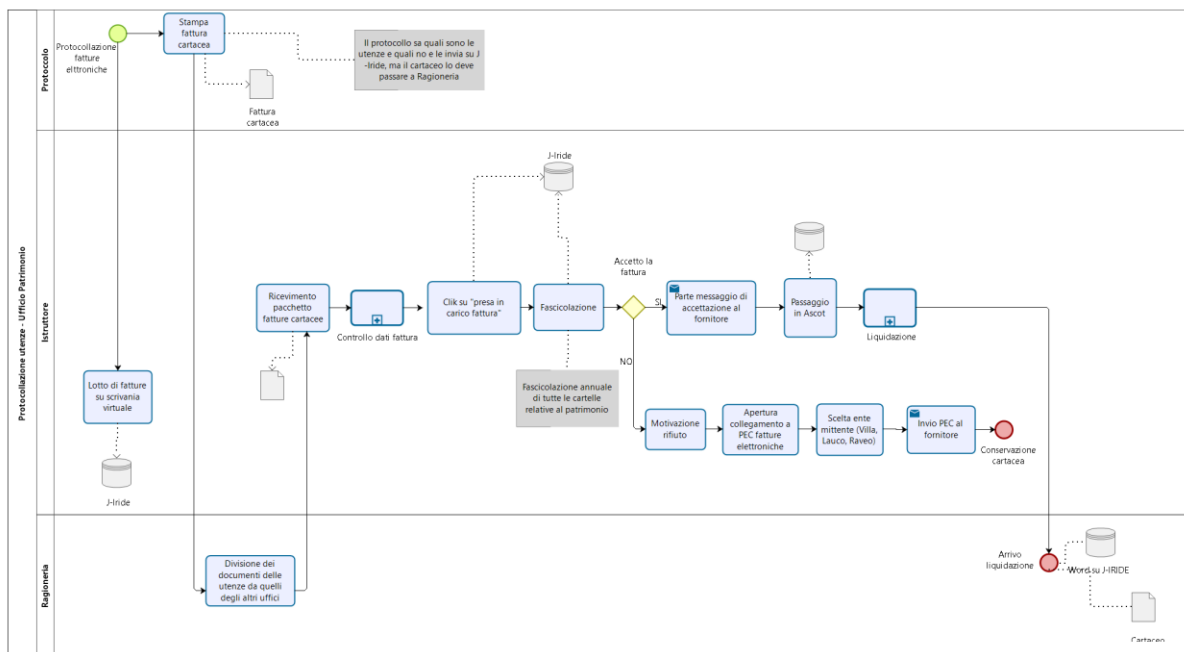 Protocollazione utenze - Ufficio Patrimonio
Protoccolo
Protocollazione
fatture
elttroniche
Stampa
fattura
cartacea
Il protocollo sa quali sono le
utenze e quali no e le invia su J
-Iride, ma il cartaceo lo deve
passare a Ragioneria
Fattura
cartacea
Istruttore
J-Iride
Ricevimento
pacchetto
fatture cartacee
Controllo dati fattura
Clik su "presa in
carico fattura"
Fascicolazione
Accetto la
fattura
SI
Parte messaggio di
accettazione al
fornitore
Passaggio
in Ascot
Liquidazione
NO
Lotto di fatture
su scrivania
virtuale
J-Iride
Fascicolazione annuale
di tutte le cartelle
relative al patrimonio
Motivazione
rifiuto
Apertura
collegamento a
PEC fatture
elettroniche
Scelta ente
mittente (Villa,
Lauco, Raveo)
Invio PEC al
fornitore
Conservazione
cartacea
Ragioneria
Divisione dei
documenti delle
utenze da quelli
degli altri uffici
Arrivo
liquidazione
Word su J-IRIDE
Cartaceo